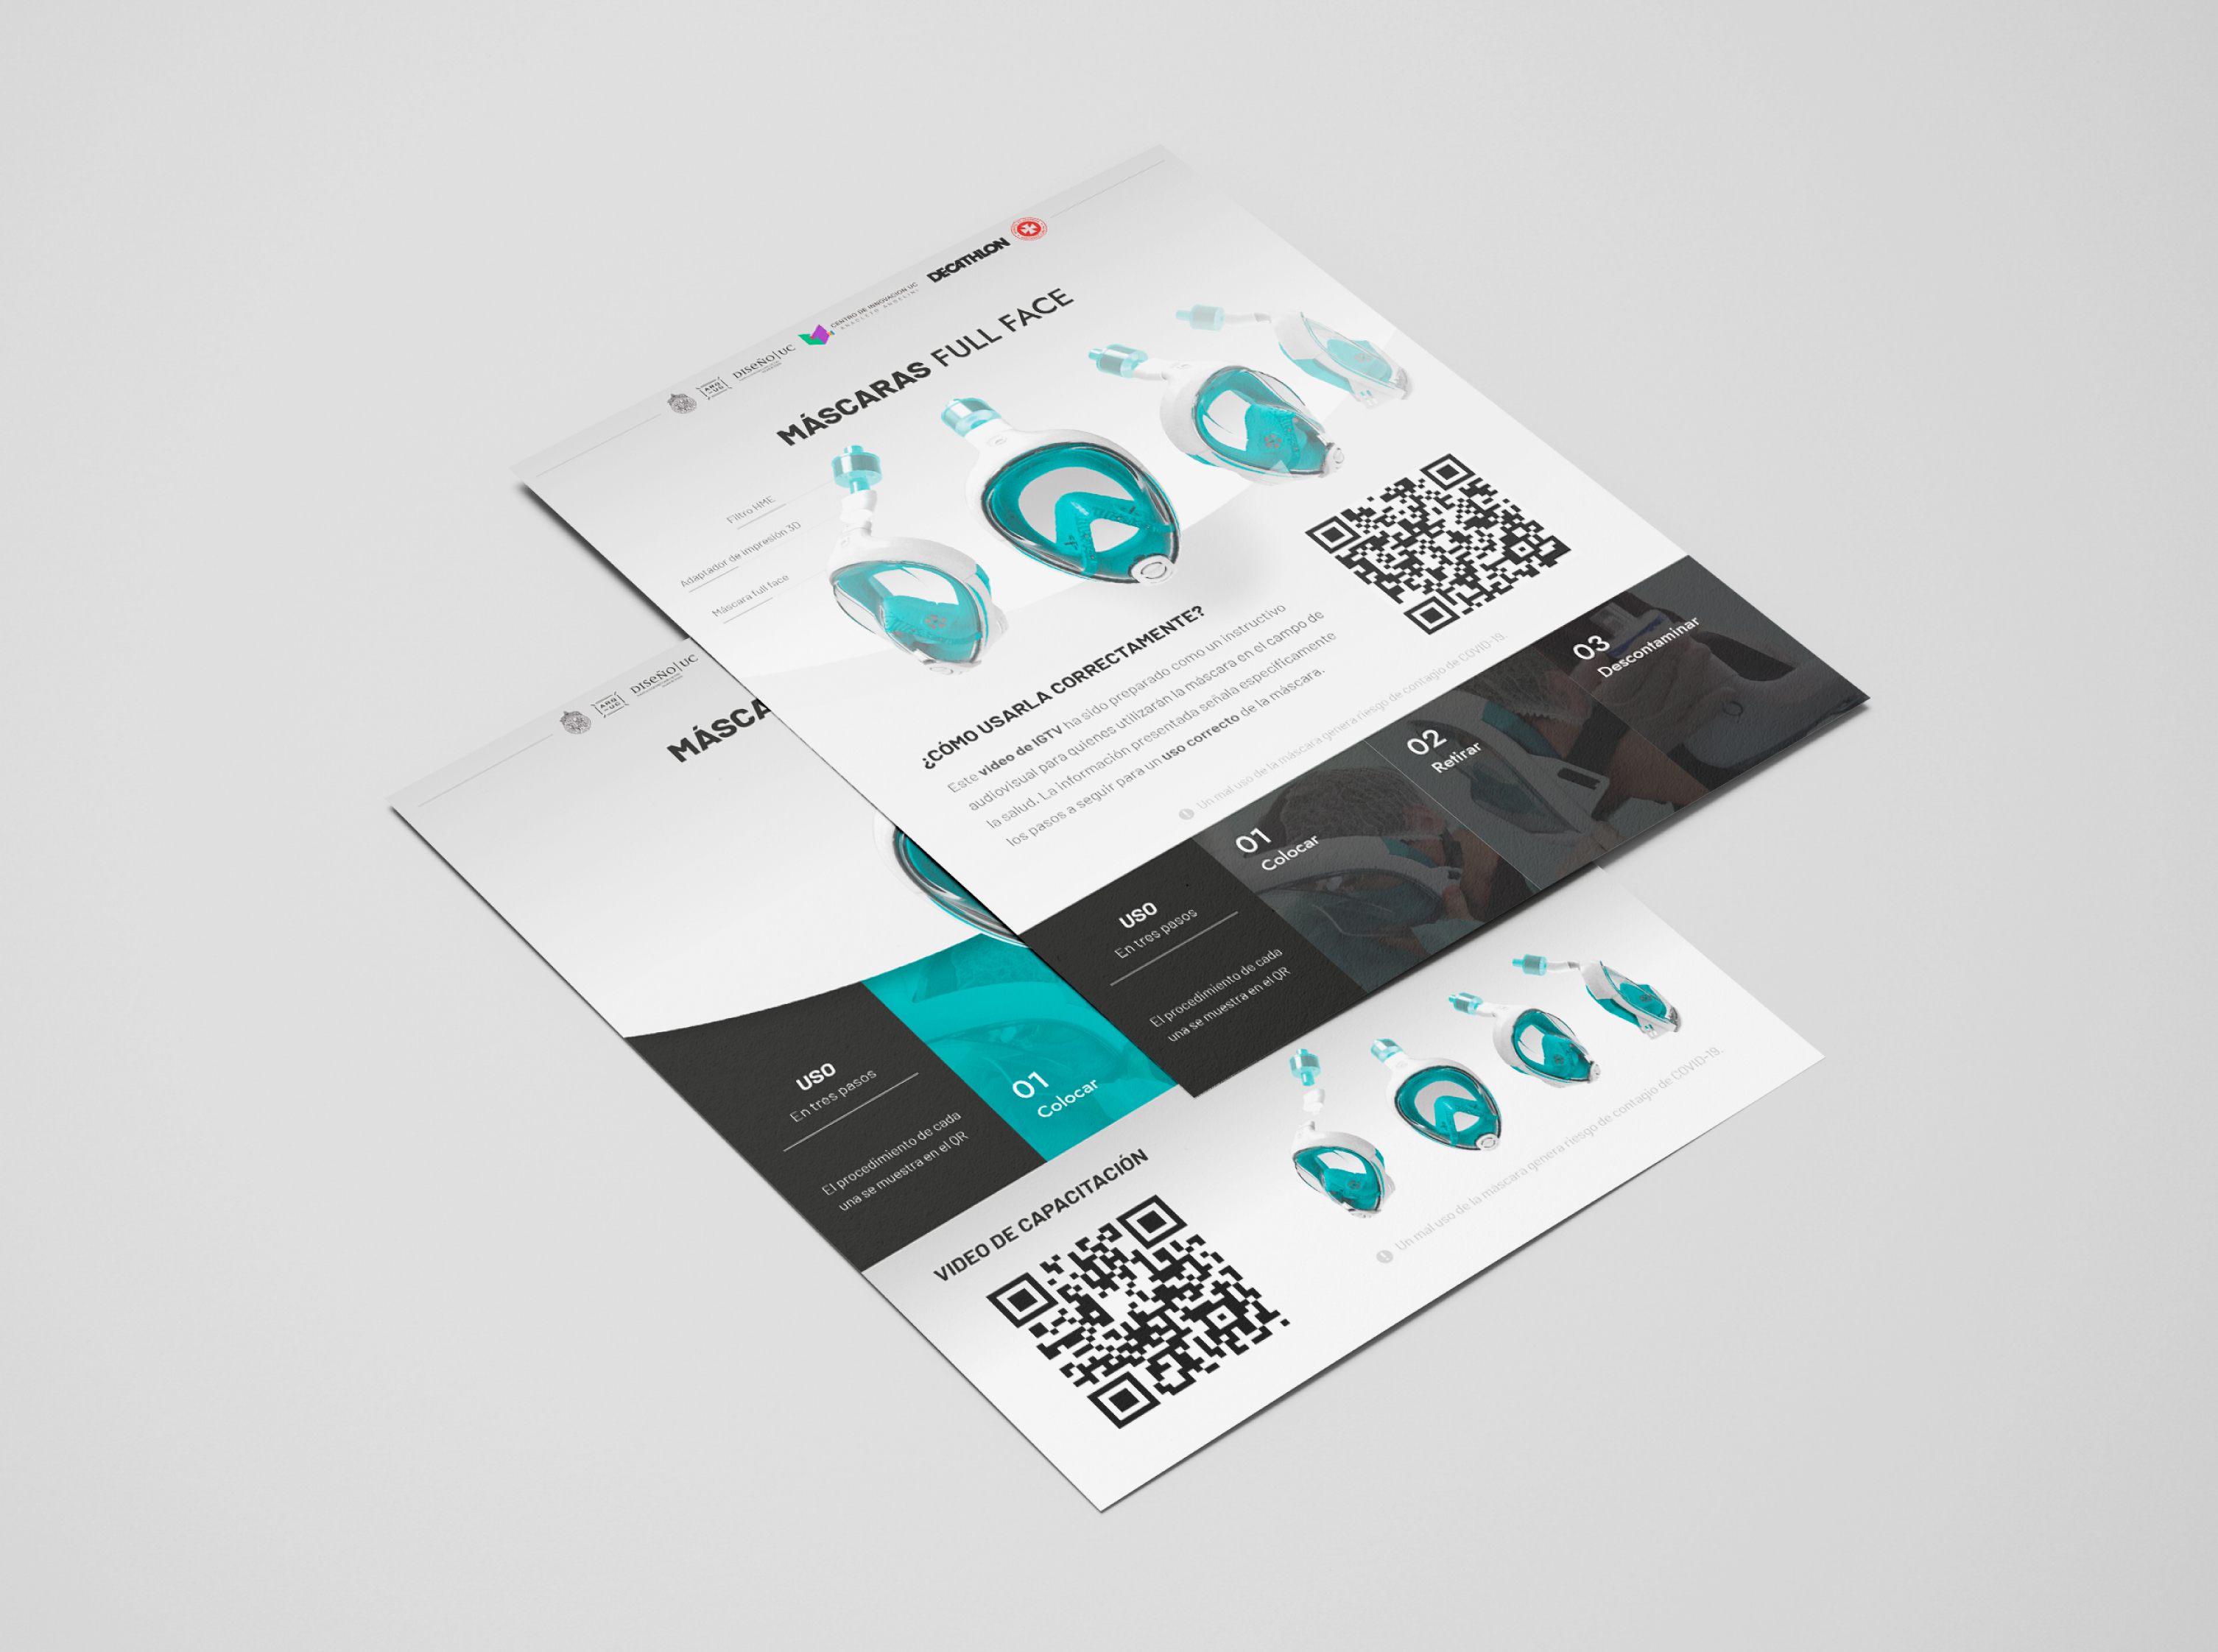 ARQ
UC
DISEÑO|UC
CENTRO DE INNOVACIÓN UC
ANACLETO ANGELINI
DECATHLON
MÁSCARAS FULL FACE
Filtro HME
Adaptador de impresión 3D
Máscara full face
¿CÓMO USARLA CORRECTAMENTE?
Este video de IGTV ha sido preparado como un instructivo
audiovisual para quienes utilizarán la máscara en el campo de
la salud. La información presentada señala específicamente
los pasos a seguir para un uso correcto de la máscara.
Un mal uso de la máscara genera riesgo de contagio de COVID-19.
USO
En tres pasos
El procedimiento de cada
una se muestra en el QR
01
Colocar
02
Retirar
03
Descontaminar
ARQ
UC
DISEÑO|UC
MÁSCA
USO
En tres pasos
El procedimiento de cada
una se muestra en el QR
01
Colocar
VIDEO DE CAPACITACIÓN
Un mal uso de la máscara genera riesgo de contagio de COVID-19.